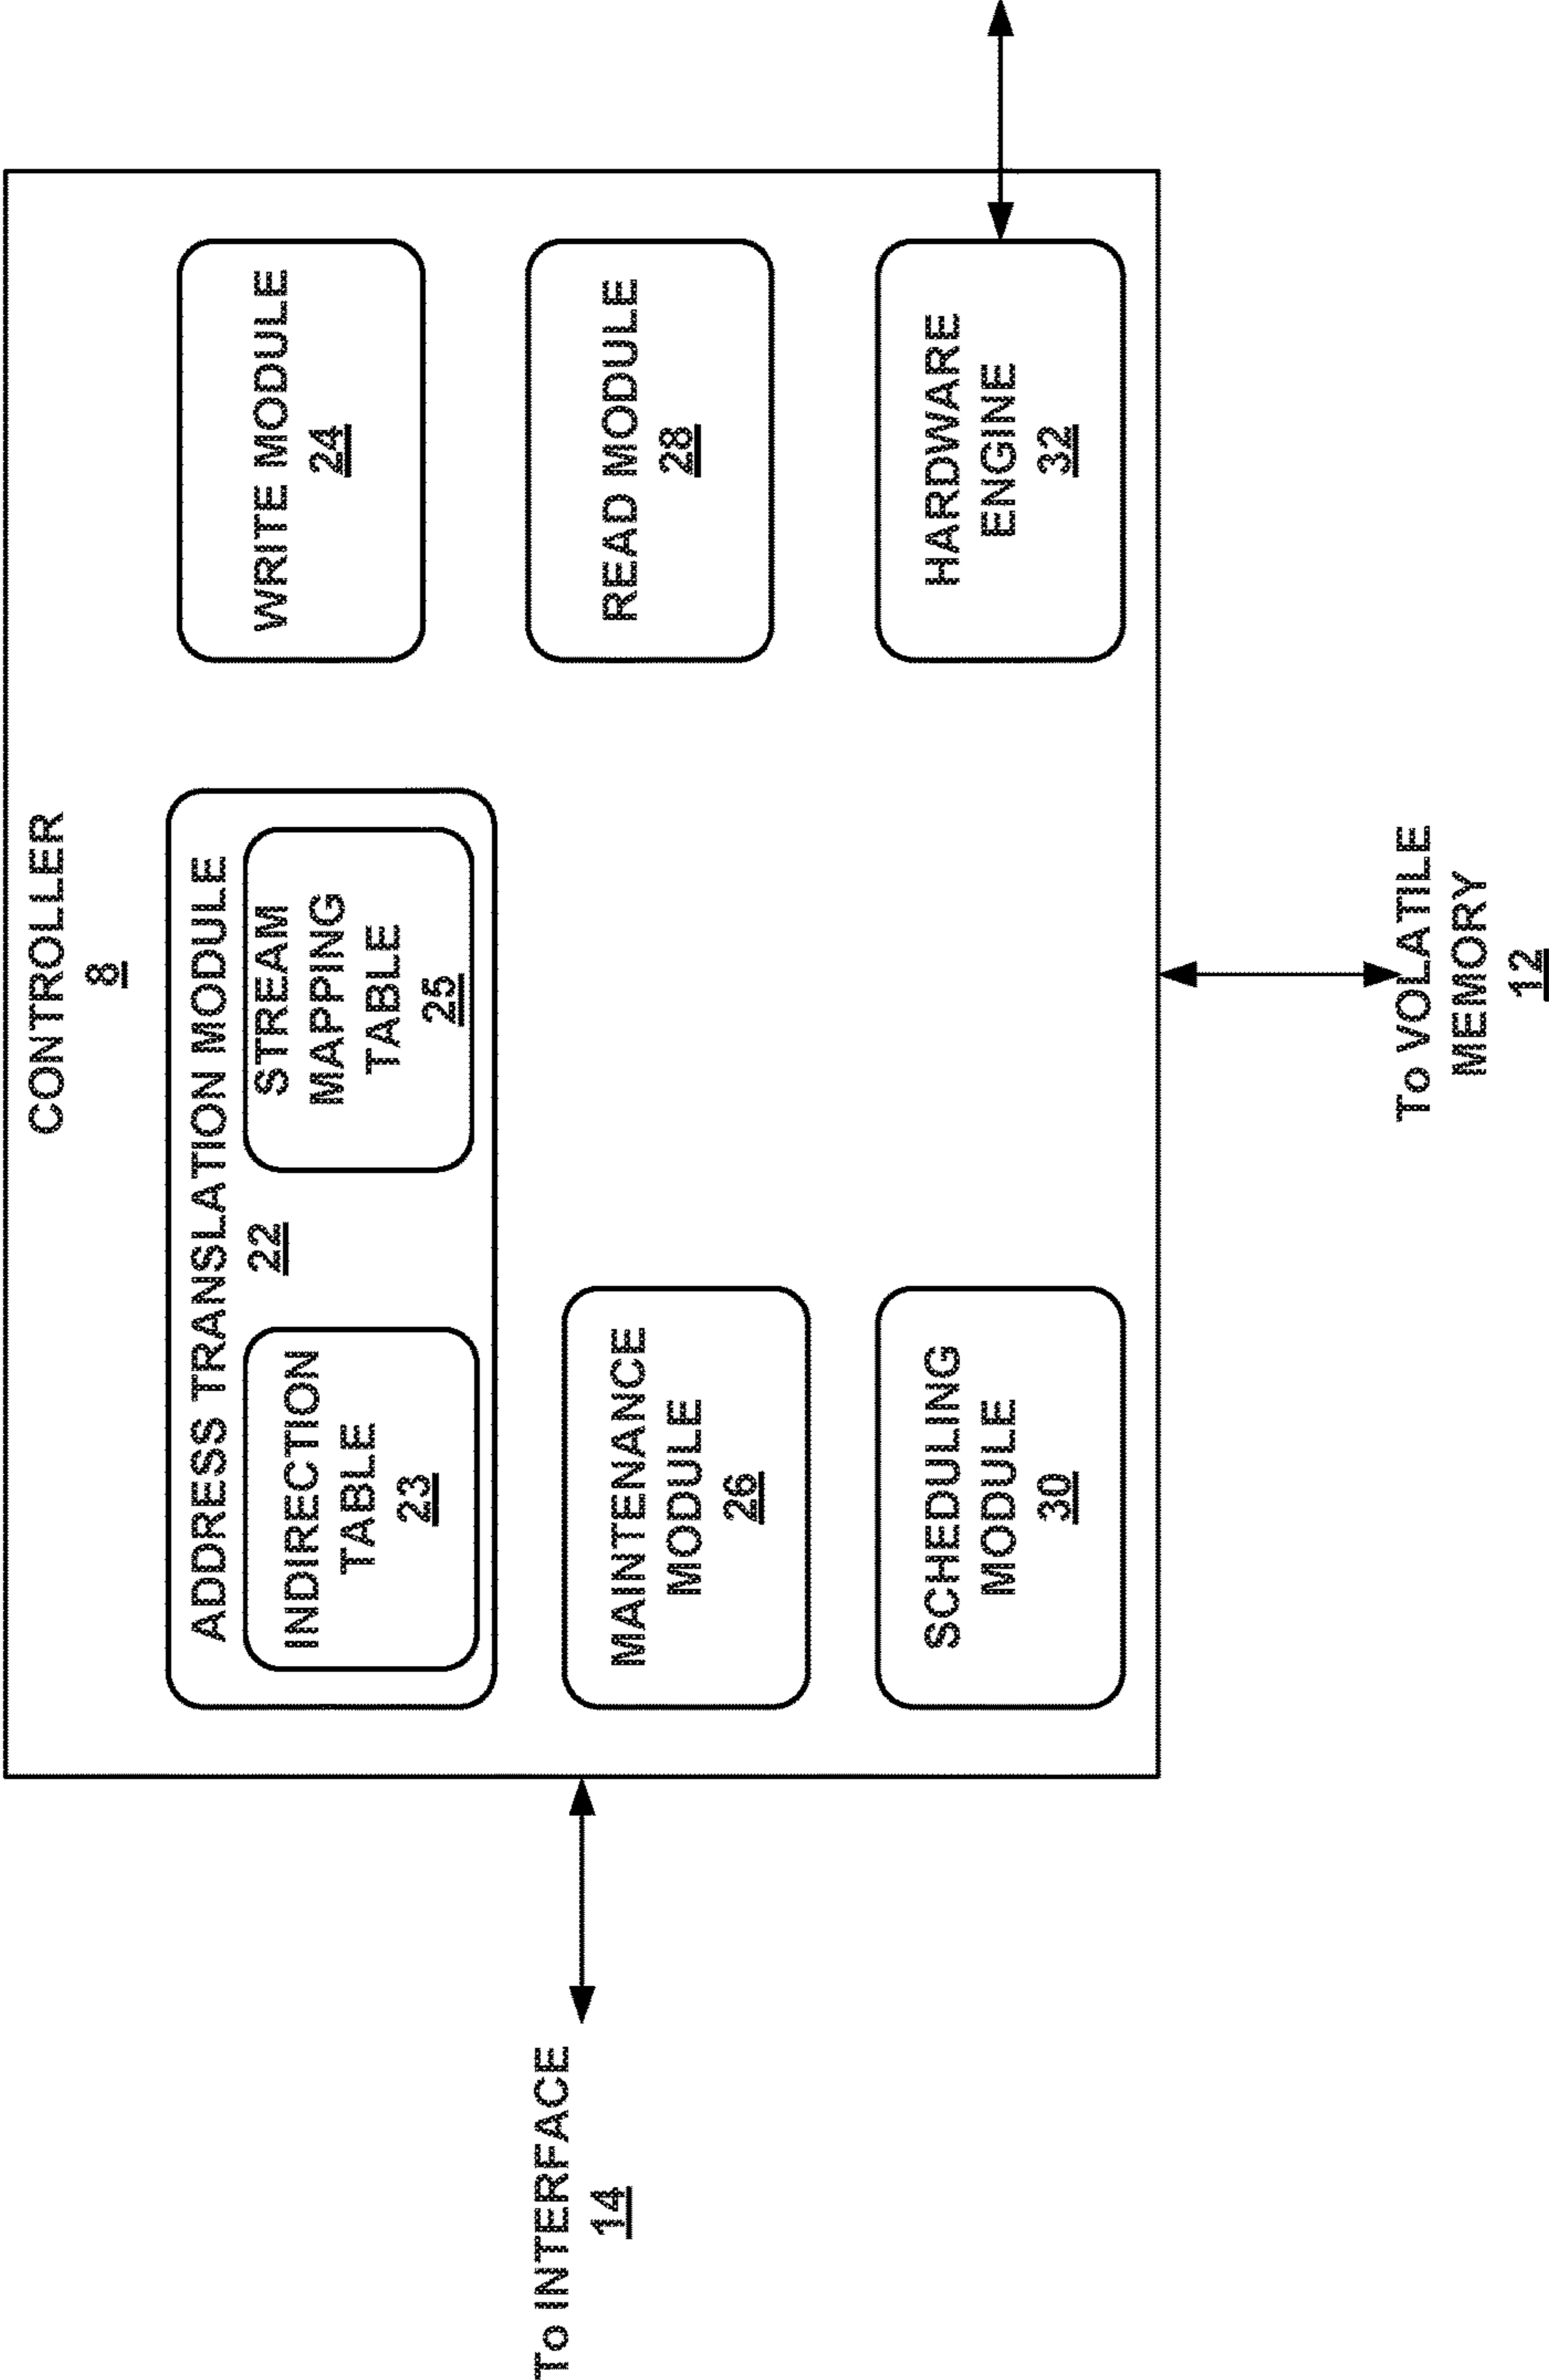 CONTROLLER
8
ADDRESS TRANSLATION MODULE
22
INDIRECTION
TABLE
23
STREAM
MAPPING
TABLE
25
WRITE MODULE
24
MAINTENANCE
MODULE
26
READ MODULE
28
SCHEDULING
MODULE
30
HARDWARE
ENGINE
32
To INTERFACE
14
To VOLATILE
MEMORY
12